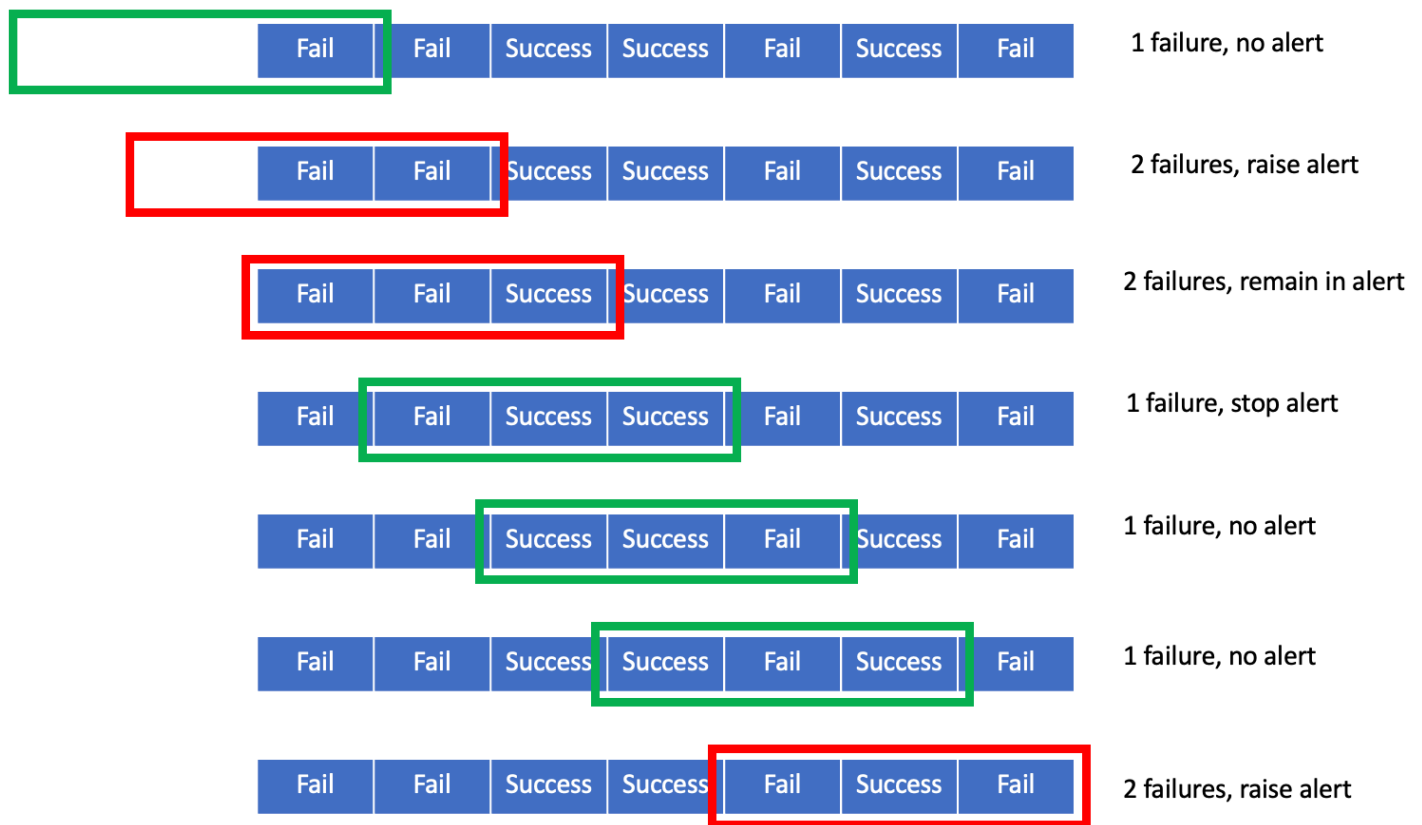 Fail Fail Success Success Fail Success Fail 1 failure, no alert
Fail Fail Success Success Fail Success Fail 2 failures, raise alert
Fail Fail Success Success Fail Success Fail 2 failures, remain in alert
Fail Fail Success Success Fail Success Fail 1 failure, stop alert
Fail Fail Success Success Fail Success Fail 1 failure, no alert
Fail Fail Success Success Fail Success Fail 1 failure, no alert
Fail Fail Success Success Fail Success Fail 2 failures, raise alert